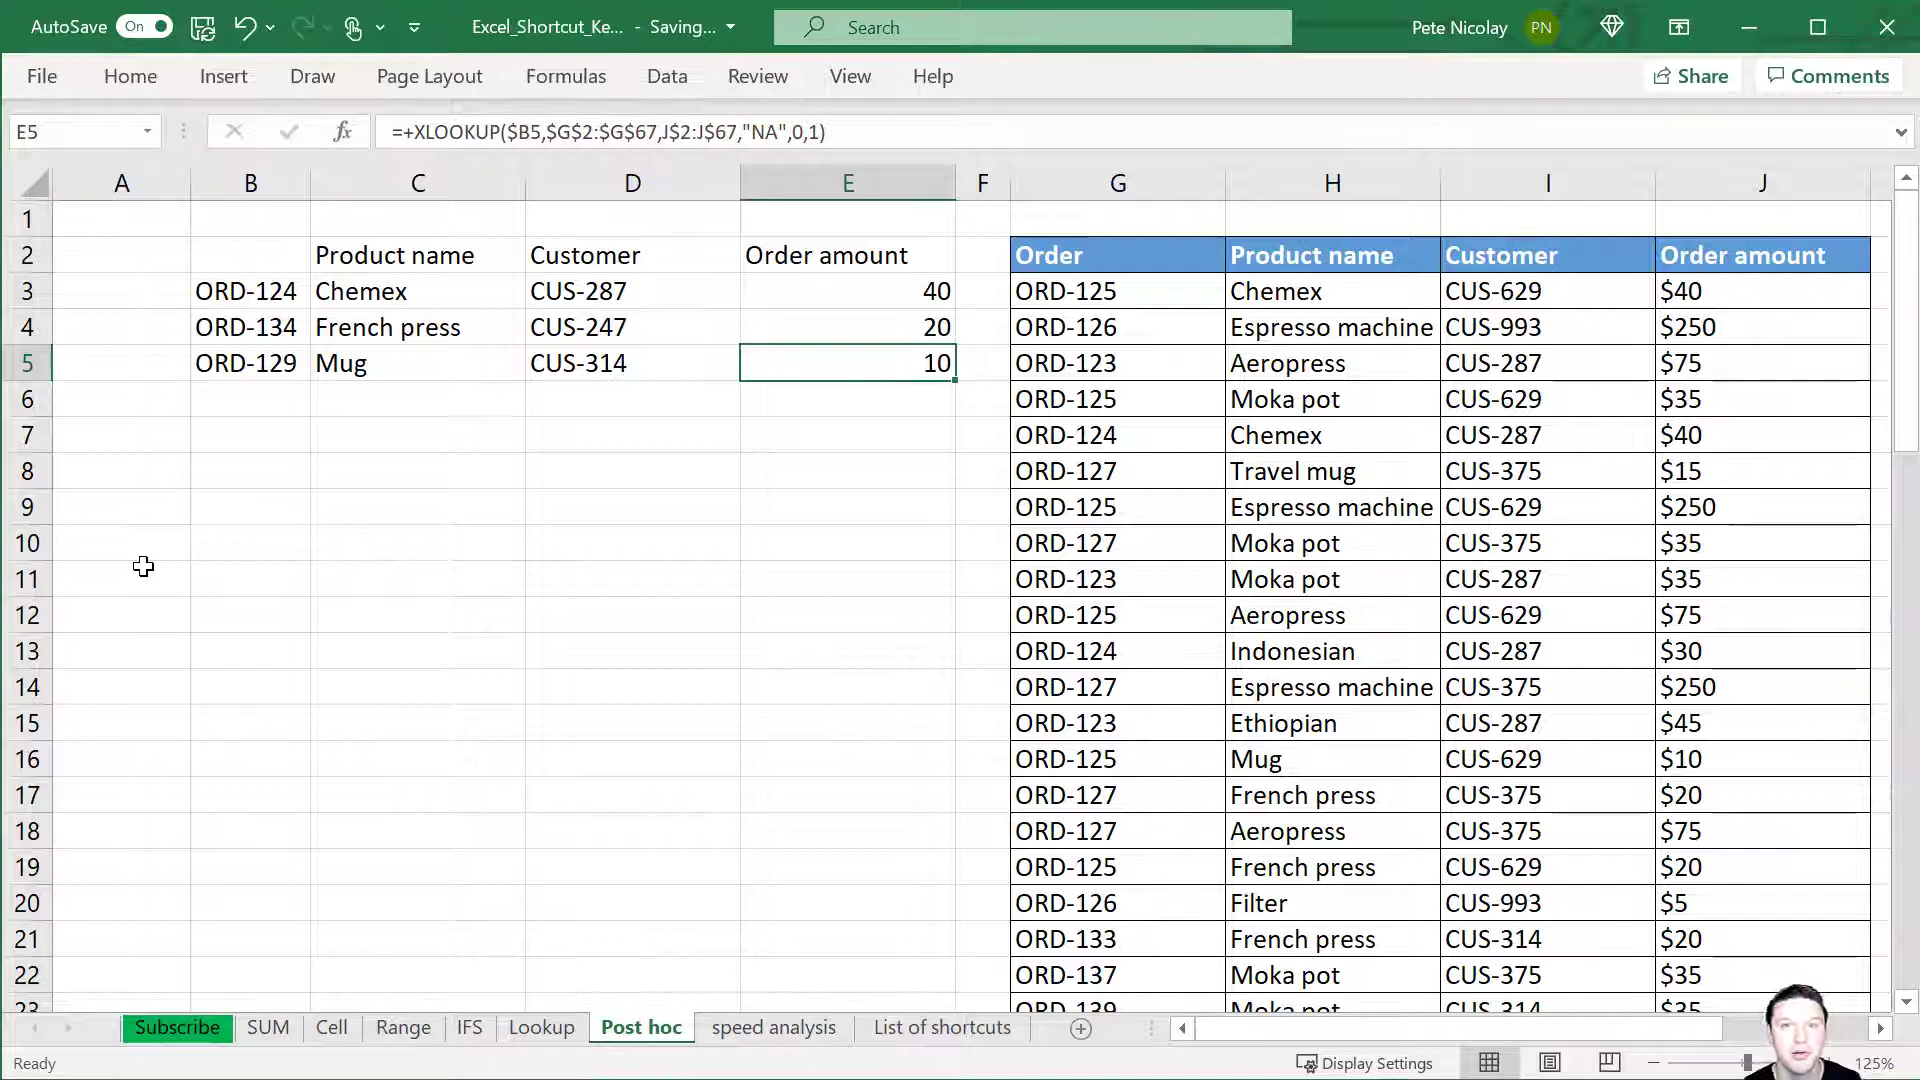 AutoSave On Excel_Shortcut_Ke... - Saving... Search Pete Nicolay PN
File Home Insert Draw Page Layout Formulas Data Review View Help Share Comments
E5 fx =+XLOOKUP($B5,$G$2:$G$67,J$2:J$67,"NA",0,1)
A B C D E F G H I J
1
2 Product name Customer Order amount Order Product name Customer Order amount
3 ORD-124 Chemex CUS-287 40 ORD-125 Chemex CUS-629 $40
4 ORD-134 French press CUS-247 20 ORD-126 Espresso machine CUS-993 $250
5 ORD-129 Mug CUS-314 10 ORD-123 Aeropress CUS-287 $75
6 ORD-125 Moka pot CUS-629 $35
7 ORD-124 Chemex CUS-287 $40
8 ORD-127 Travel mug CUS-375 $15
9 ORD-125 Espresso machine CUS-629 $250
10 ORD-127 Moka pot CUS-375 $35
11 ORD-123 Moka pot CUS-287 $35
12 ORD-125 Aeropress CUS-629 $75
13 ORD-124 Indonesian CUS-287 $30
14 ORD-127 Espresso machine CUS-375 $250
15 ORD-123 Ethiopian CUS-287 $45
16 ORD-125 Mug CUS-629 $10
17 ORD-127 French press CUS-375 $20
18 ORD-127 Aeropress CUS-375 $75
19 ORD-125 French press CUS-629 $20
20 ORD-126 Filter CUS-993 $5
21 ORD-133 French press CUS-314 $20
22 ORD-137 Moka pot CUS-375 $35
23 ORD-139 Moka pot CUS-314 $35
Subscribe SUM Cell Range IFS Lookup Post hoc speed analysis List of shortcuts
Ready Display Settings 125%